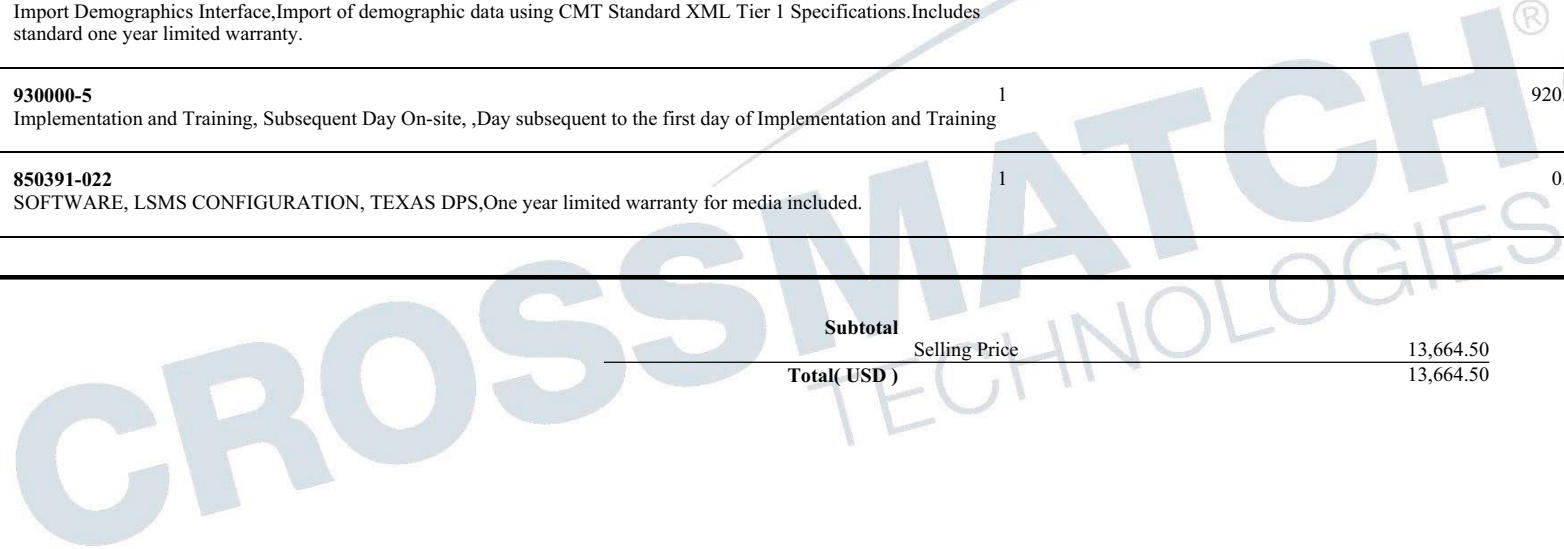 Import Demographics Interface,Import of demographic data using CMT Standard XML Tier 1 Specifications.Includes
standard one year limited warranty.
930000-5 1 920.
Implementation and Training, Subsequent Day On-site, ,Day subsequent to the first day of Implementation and Training
850391-022 1 0.
SOFTWARE, LSMS CONFIGURATION, TEXAS DPS,One year limited warranty for media included.
Subtotal
Selling Price 13,664.50
Total( USD ) 13,664.50
CROSSMATCH®
TECHNOLOGIES